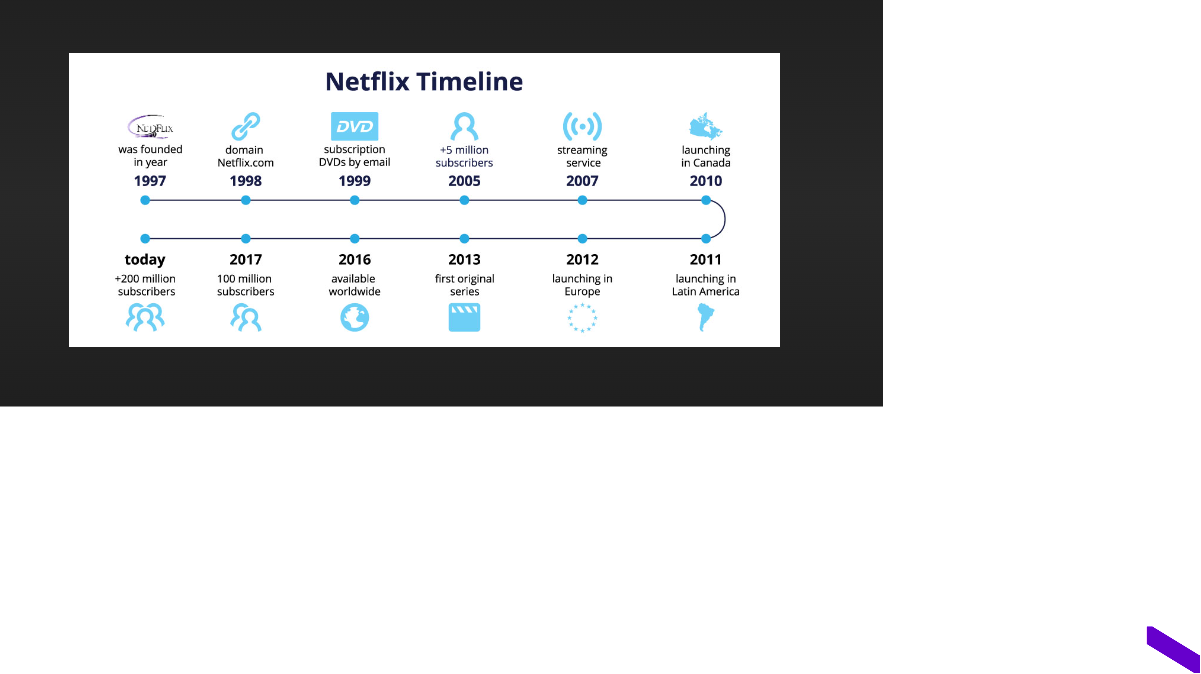 Netflix Timeline
NetFlix
was founded
in year
1997
domain
Netflix.com
1998
DVD
subscription
DVDs by email
1999
+5 million
subscribers
2005
streaming
service
2007
launching
in Canada
2010
today
+200 million
subscribers
2017
100 million
subscribers
2016
available
worldwide
2013
first original
series
2012
launching in
Europe
2011
launching in
Latin America